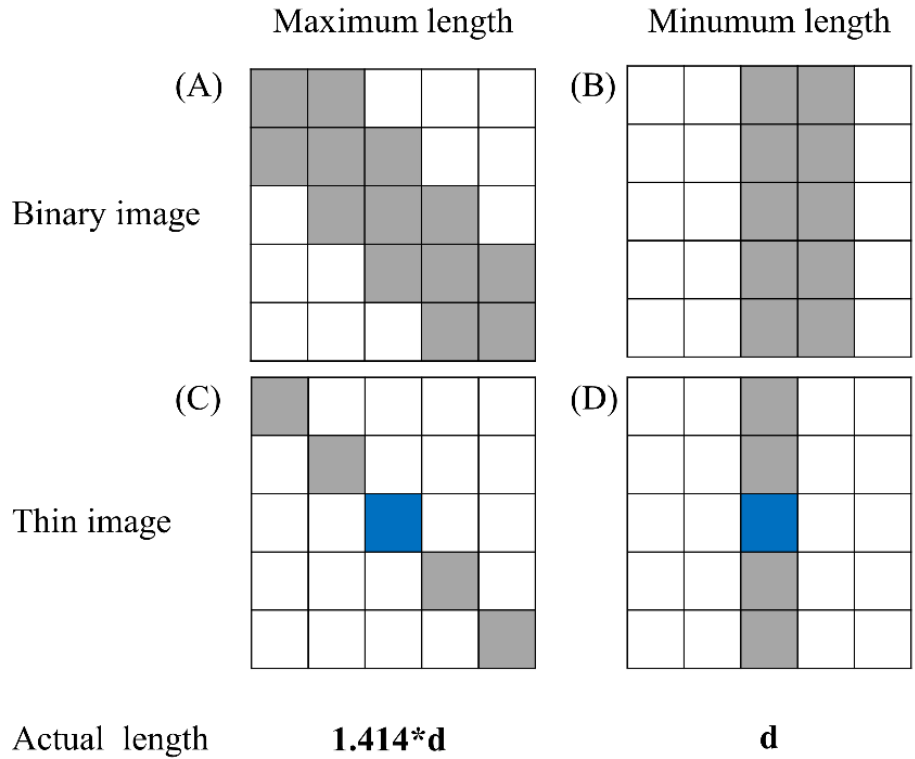 Maximum length Minumum length
(A) (B)
Binary image
(C) (D)
Thin image
Actual length 1.414*d d